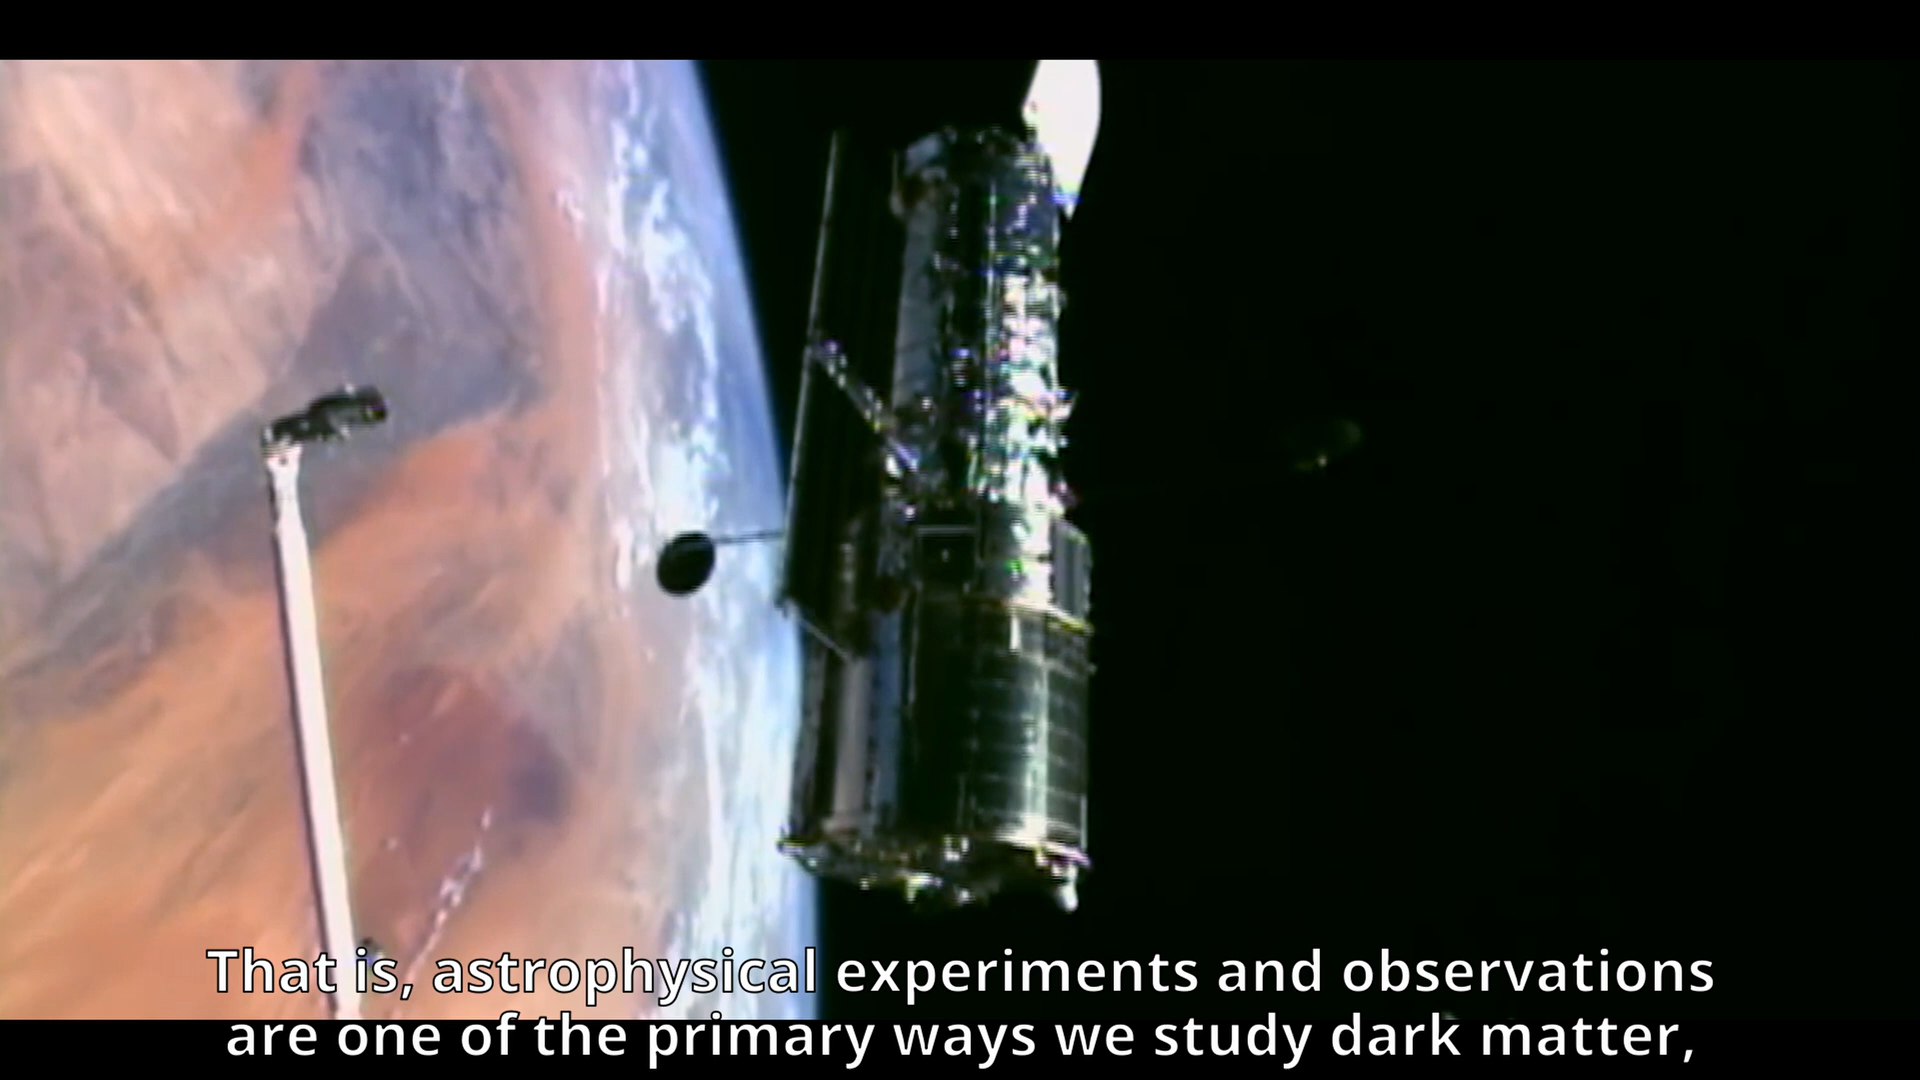 That is, astrophysical experiments and observations
are one of the primary ways we study dark matter,